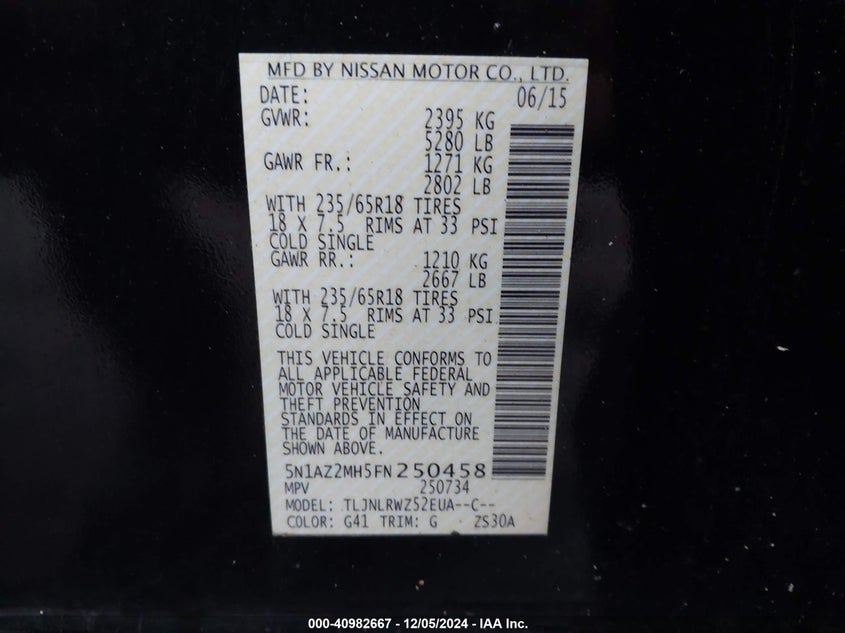 MFD BY NISSAN MOTOR CO., LTD.
DATE: 06/15
GVWR: 2395 KG
5280 LB
GAWR FR.: 1271 KG
2802 LB
WITH 235/65R18 TIRES
18 X 7.5 RIMS AT 33 PSI
COLD SINGLE
GAWR RR.: 1210 KG
2667 LB
WITH 235/65R18 TIRES
18 X 7.5 RIMS AT 33 PSI
COLD SINGLE
THIS VEHICLE CONFORMS TO
ALL APPLICABLE FEDERAL
MOTOR VEHICLE SAFETY AND
THEFT PREVENTION
STANDARDS IN EFFECT ON
THE DATE OF MANUFACTURE
SHOWN ABOVE.
5N1AZ2MH5FN250458
MPV 250734
MODEL: TLJNLRWZ52EUA--C--
COLOR: G41 TRIM: G ZS30A
000-40982667 - 12/05/2024 - IAA Inc.